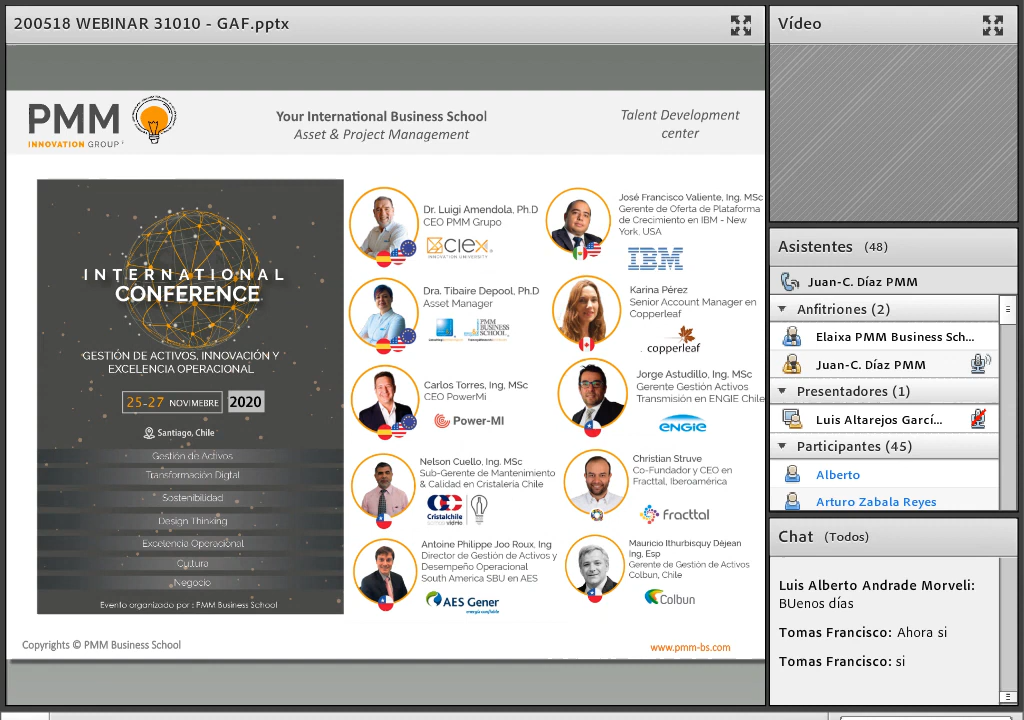 200518 WEBINAR 31010 - GAF.pptx
PMM
INNOVATION GROUP
Your International Business School
Asset & Project Management
Talent Development
center
INTERNATIONAL
CONFERENCE
GESTIÓN DE ACTIVOS, INNOVACIÓN Y
EXCELENCIA OPERACIONAL
25-27 NOVIMEBRE 2020
Santiago, Chile
Gestión de Activos
Transformación Digital
Sostenibilidad
Design Thinking
Excelencia Operacional
Cultura
Negocio
Evento organizado por : PMM Business School
Dr. Luigi Amendola, Ph.D
CEO PMM Grupo
CIEX
INNOVATION UNIVERSITY
Dra. Tibaire Depool, Ph.D
Asset Manager
PMM
BUSINESS
SCHOOL
Carlos Torres, Ing, MSc
CEO PowerMi
Power-MI
Nelson Cuello, Ing. MSc
Sub-Gerente de Mantenimiento
& Calidad en Cristalería Chile
Cristalchile
Antoine Philippe Joo Roux, Ing
Director de Gestión de Activos y
Desempeño Operacional
South America SBU en AES
AES Gener
José Francisco Valiente, Ing. MSc
Gerente de Oferta de Plataforma
de Crecimiento en IBM - New
York. USA
IBM
Karina Pérez
Senior Account Manager en
Copperleaf
copperleaf
Jorge Astudillo, Ing. MSc
Gerente Gestión Activos
Transmisión en ENGIE Chile
ENGIE
Christian Struve
Co-Fundador y CEO en
Fracttal, Iberoamérica
fracttal
Mauricio Ithurbisquy Déjean
Ing, Esp
Gerente de Gestión de Activos
Colbun, Chile
Colbun
Copyrights © PMM Business School
www.pmm-bs.com
Vídeo
Asistentes (48)
Juan-C. Díaz PMM
Anfitriones (2)
Elaixa PMM Business Sch...
Juan-C. Díaz PMM
Presentadores (1)
Luis Altarejos Garcí...
Participantes (45)
Alberto
Arturo Zabala Reyes
Chat (Todos)
Luis Alberto Andrade Morveli:
BUenos días
Tomas Francisco: Ahora si
Tomas Francisco: si